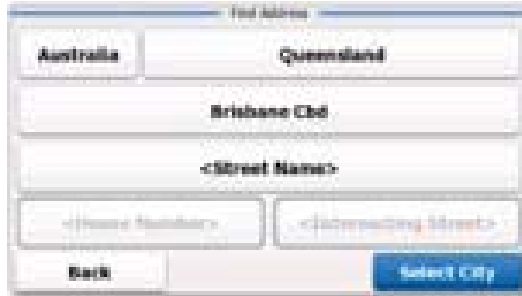 Find Address
Australia
Queensland
Brisbane Cbd
<Street Name>
<House Number>
<Intersecting Street>
Back
Select City